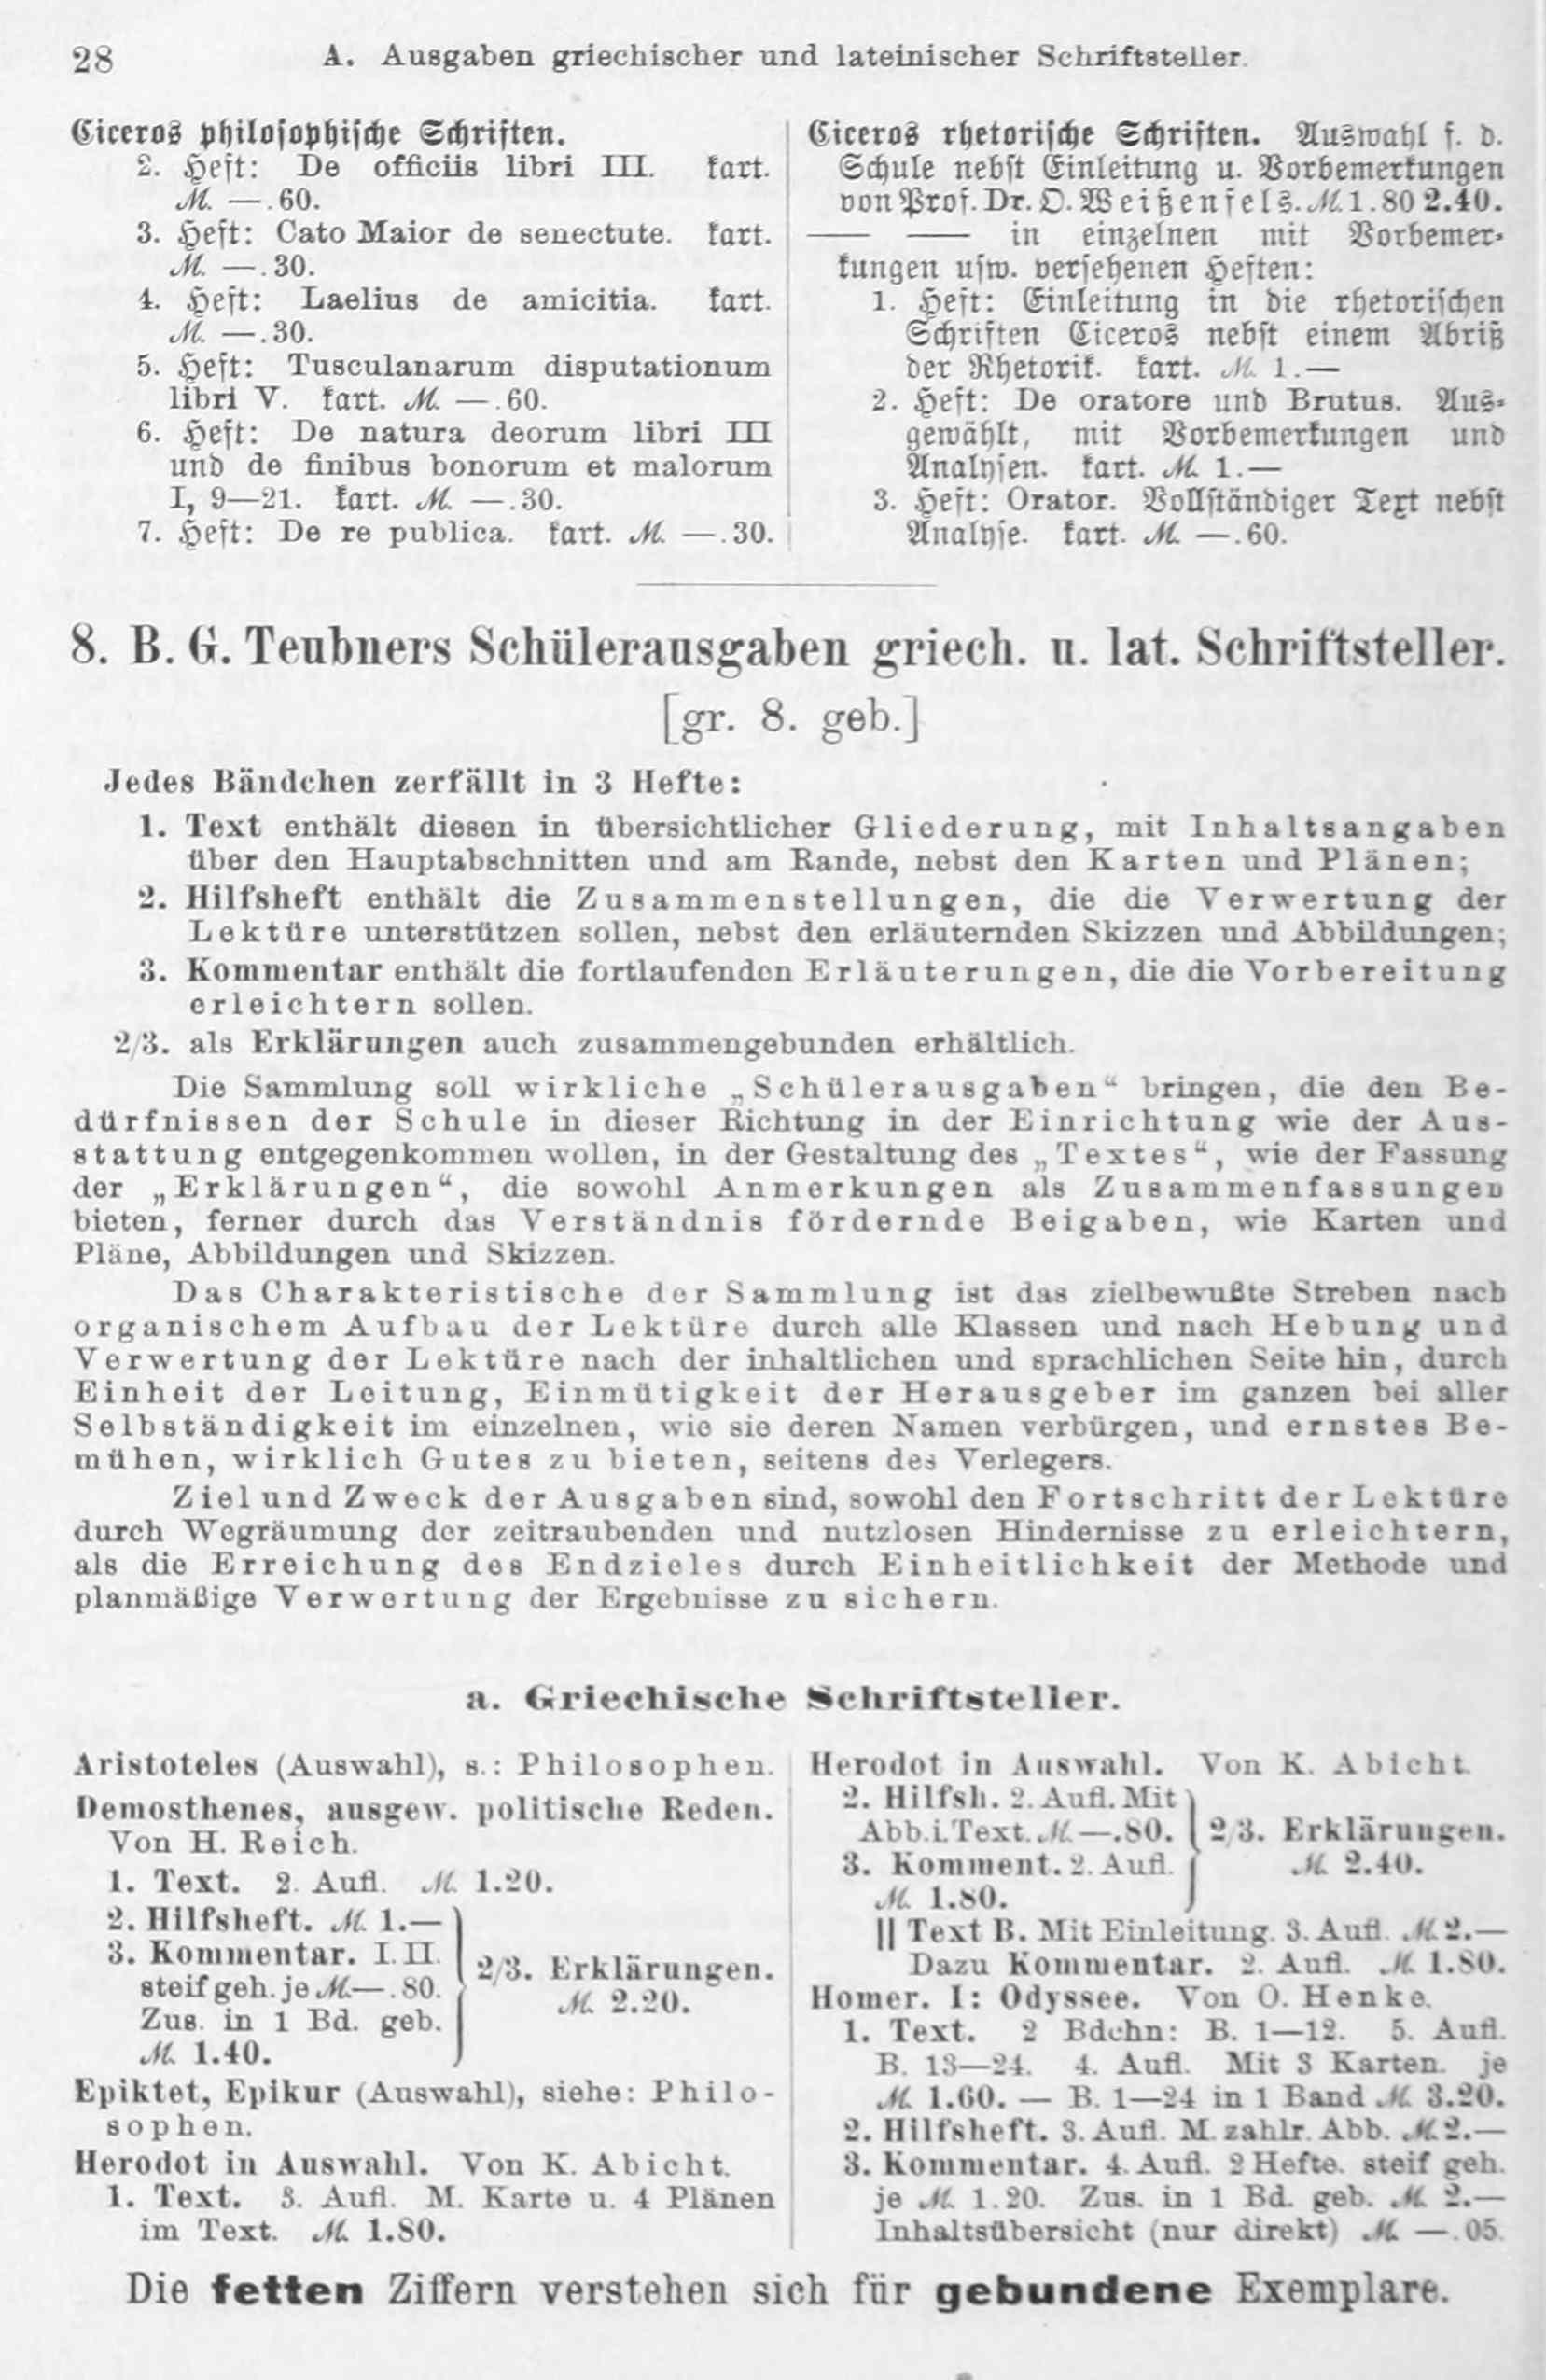 28 A. Ausgaben griechischer und lateinischer Schriftsteller.
Ciceros philosophische Schriften.
2. Heft: De officiis libri III. kart.
M. —.60.
3. Heft: Cato Maior de senectute. kart.
M. —.30.
4. Heft: Laelius de amicitia. kart.
M. —.30.
5. Heft: Tusculanarum disputationum
libri V. kart. M. —.60.
6. Heft: De natura deorum libri III
und de finibus bonorum et malorum
I, 9—21. kart. M. —.30.
7. Heft: De re publica. kart. M. —.30.
Ciceros rhetorische Schriften. Auswahl f. d.
Schule nebst Einleitung u. Vorbemerkungen
von Prof. Dr. O. Weißenfels. M. 1.80 2.40.
—— —— in einzelnen mit Vorbemer-
kungen usw. versehenen Heften:
1. Heft: Einleitung in die rhetorischen
Schriften Ciceros nebst einem Abriß
der Rhetorik. kart. M. 1.—
2. Heft: De oratore und Brutus. Aus-
gewählt, mit Vorbemerkungen und
Analysen. kart. M. 1.—
3. Heft: Orator. Vollständiger Text nebst
Analyse. kart. M. —.60.
8. B. G. Teubners Schülerausgaben griech. u. lat. Schriftsteller.
[gr. 8. geb.]
Jedes Bändchen zerfällt in 3 Hefte:
1. Text enthält diesen in übersichtlicher Gliederung, mit Inhaltsangaben
über den Hauptabschnitten und am Rande, nebst den Karten und Plänen;
2. Hilfsheft enthält die Zusammenstellungen, die die Verwertung der
Lektüre unterstützen sollen, nebst den erläuternden Skizzen und Abbildungen;
3. Kommentar enthält die fortlaufenden Erläuterungen, die die Vorbereitung
erleichtern sollen.
2/3. als Erklärungen auch zusammengebunden erhältlich.
Die Sammlung soll wirkliche „Schülerausgaben“ bringen, die den Be-
dürfnissen der Schule in dieser Richtung in der Einrichtung wie der Aus-
stattung entgegenkommen wollen, in der Gestaltung des „Textes“, wie der Fassung
der „Erklärungen“, die sowohl Anmerkungen als Zusammenfassungen
bieten, ferner durch das Verständnis fördernde Beigaben, wie Karten und
Pläne, Abbildungen und Skizzen.
Das Charakteristische der Sammlung ist das zielbewußte Streben nach
organischem Aufbau der Lektüre durch alle Klassen und nach Hebung und
Verwertung der Lektüre nach der inhaltlichen und sprachlichen Seite hin, durch
Einheit der Leitung, Einmütigkeit der Herausgeber im ganzen bei aller
Selbständigkeit im einzelnen, wie sie deren Namen verbürgen, und ernstes Be-
mühen, wirklich Gutes zu bieten, seitens des Verlegers.
Ziel und Zweck der Ausgaben sind, sowohl den Fortschritt der Lektüre
durch Wegräumung der zeitraubenden und nutzlosen Hindernisse zu erleichtern,
als die Erreichung des Endzieles durch Einheitlichkeit der Methode und
planmäßige Verwertung der Ergebnisse zu sichern.
a. Griechische Schriftsteller.
Aristoteles (Auswahl), s.: Philosophen.
Demosthenes, ausgew. politische Reden.
Von H. Reich.
1. Text. 2. Aufl. M. 1.20.
2. Hilfsheft. M. 1.—
3. Kommentar. I. II.
steif geh. je M. —.80.
Zus. in 1 Bd. geb.
M. 1.40.
2/3. Erklärungen.
M. 2.20.
Epiktet, Epikur (Auswahl), siehe: Philo-
sophen.
Herodot in Auswahl. Von K. Abicht.
1. Text. 3. Aufl. M. Karte u. 4 Plänen
im Text. M. 1.80.
Herodot in Auswahl. Von K. Abicht.
2. Hilfsh. 2. Aufl. Mit
Abb. i. Text. M. —.80.
3. Komment. 2. Aufl.
M. 1.80.
2/3. Erklärungen.
M. 2.40.
|| Text B. Mit Einleitung. 3. Aufl. M. 2.—
Dazu Kommentar. 2. Aufl. M. 1.80.
Homer. I: Odyssee. Von O. Henke.
1. Text. 2 Bdchn: B. 1—12. 5. Aufl.
B. 13—24. 4. Aufl. Mit 3 Karten. je
M. 1.60. — B. 1—24 in 1 Band M. 3.20.
2. Hilfsheft. 3. Aufl. M. zahlr. Abb. M. 2.—
3. Kommentar. 4. Aufl. 2 Hefte. steif geh.
je M. 1.20. Zus. in 1 Bd. geb. M. 2.—
Inhaltsübersicht (nur direkt) M. —.05.
Die fetten Ziffern verstehen sich für gebundene Exemplare.